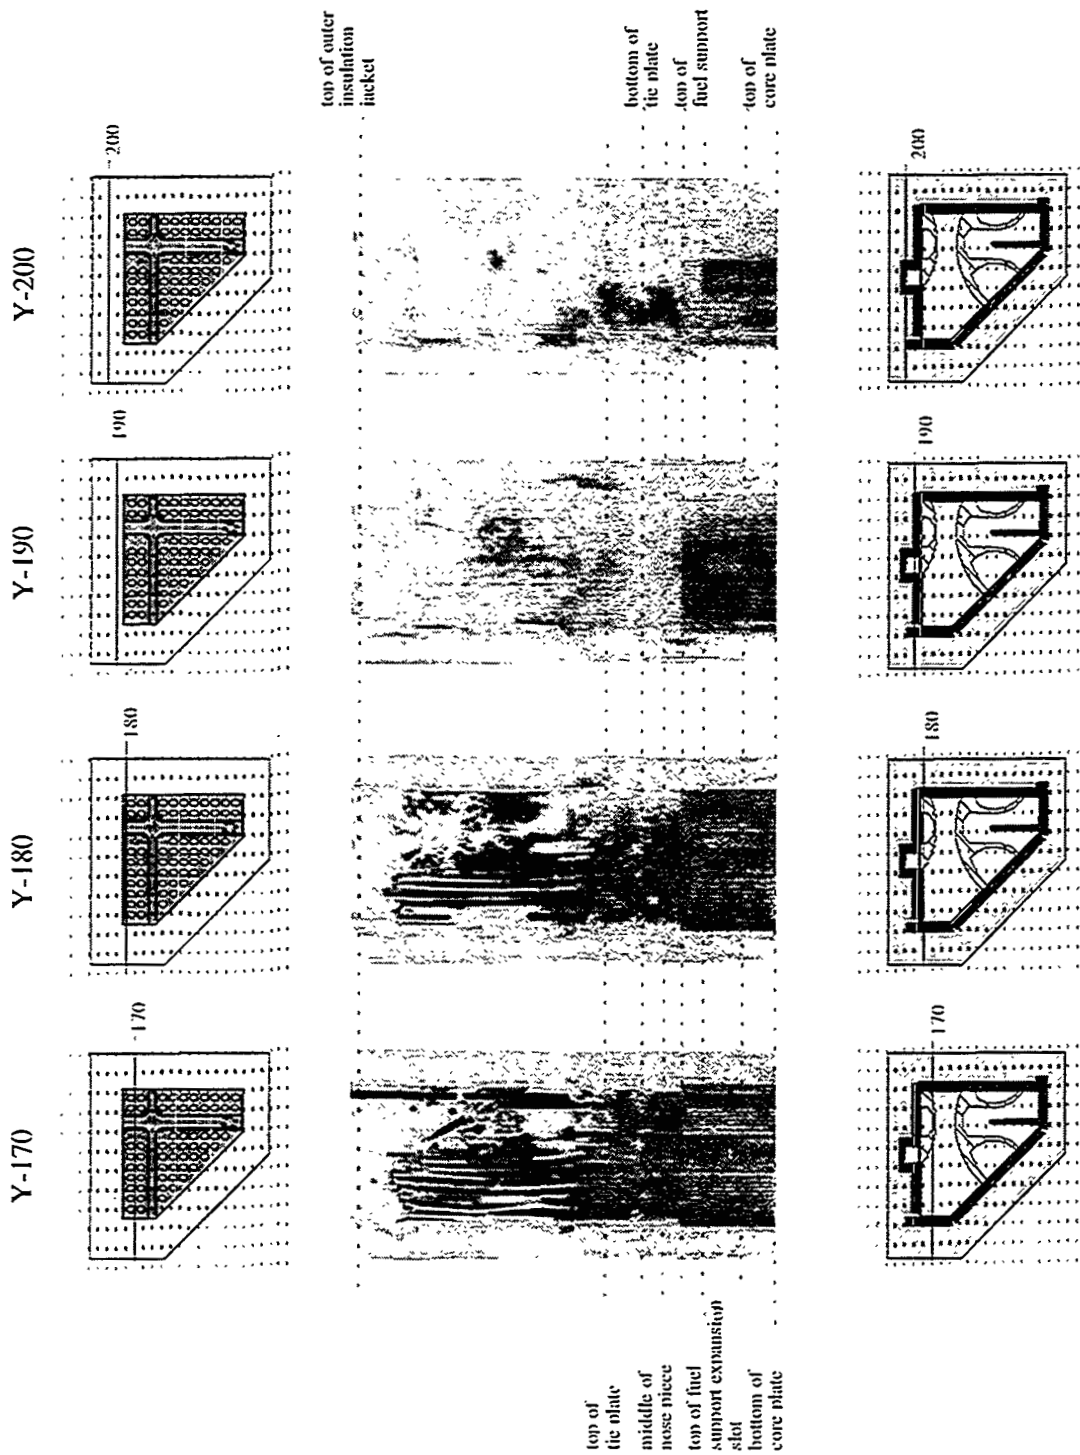 Y-170
Y-180
Y-190
Y-200
170
180
190
200
top of outer
insulation
jacket
bottom of
tie plate
top of
fuel support
top of
core plate
top of
tie plate
middle of
nose piece
top of fuel
support expansion
slot
bottom of
core plate
170
180
190
200